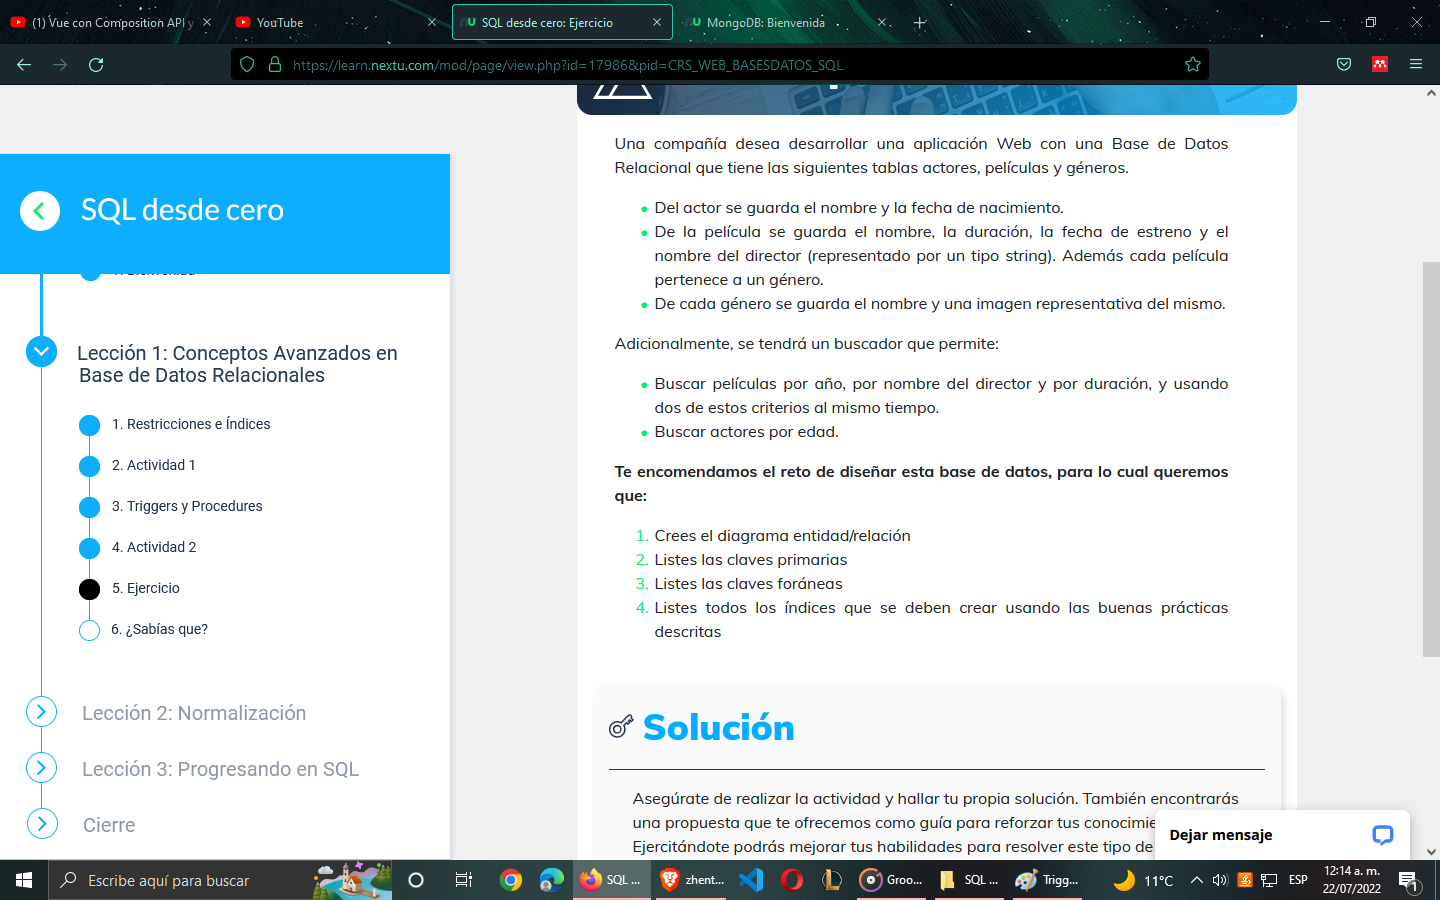 (1) Vue con Composition API y
YouTube
SQL desde cero: Ejercicio
MongoDB: Bienvenida
https://learn.nextu.com/mod/page/view.php?id=17986&pid=CRS_WEB_BASESDATOS_SQL
SQL desde cero
1. Bienvenida
Lección 1: Conceptos Avanzados en
Base de Datos Relacionales
1. Restricciones e Índices
2. Actividad 1
3. Triggers y Procedures
4. Actividad 2
5. Ejercicio
6. ¿Sabías que?
Lección 2: Normalización
Lección 3: Progresando en SQL
Cierre
Una compañía desea desarrollar una aplicación Web con una Base de Datos
Relacional que tiene las siguientes tablas actores, películas y géneros.
Del actor se guarda el nombre y la fecha de nacimiento.
De la película se guarda el nombre, la duración, la fecha de estreno y el
nombre del director (representado por un tipo string). Además cada película
pertenece a un género.
De cada género se guarda el nombre y una imagen representativa del mismo.
Adicionalmente, se tendrá un buscador que permite:
Buscar películas por año, por nombre del director y por duración, y usando
dos de estos criterios al mismo tiempo.
Buscar actores por edad.
Te encomendamos el reto de diseñar esta base de datos, para lo cual queremos
que:
1. Crees el diagrama entidad/relación
2. Listes las claves primarias
3. Listes las claves foráneas
4. Listes todos los índices que se deben crear usando las buenas prácticas
descritas
Solución
Asegúrate de realizar la actividad y hallar tu propia solución. También encontrarás
una propuesta que te ofrecemos como guía para reforzar tus conocimie
Ejercitándote podrás mejorar tus habilidades para resolver este tipo de
Dejar mensaje
Escribe aquí para buscar
SQL ...
zhent...
Groo...
SQL ...
Trigg...
11°C
ESP
12:14 a. m.
22/07/2022
1